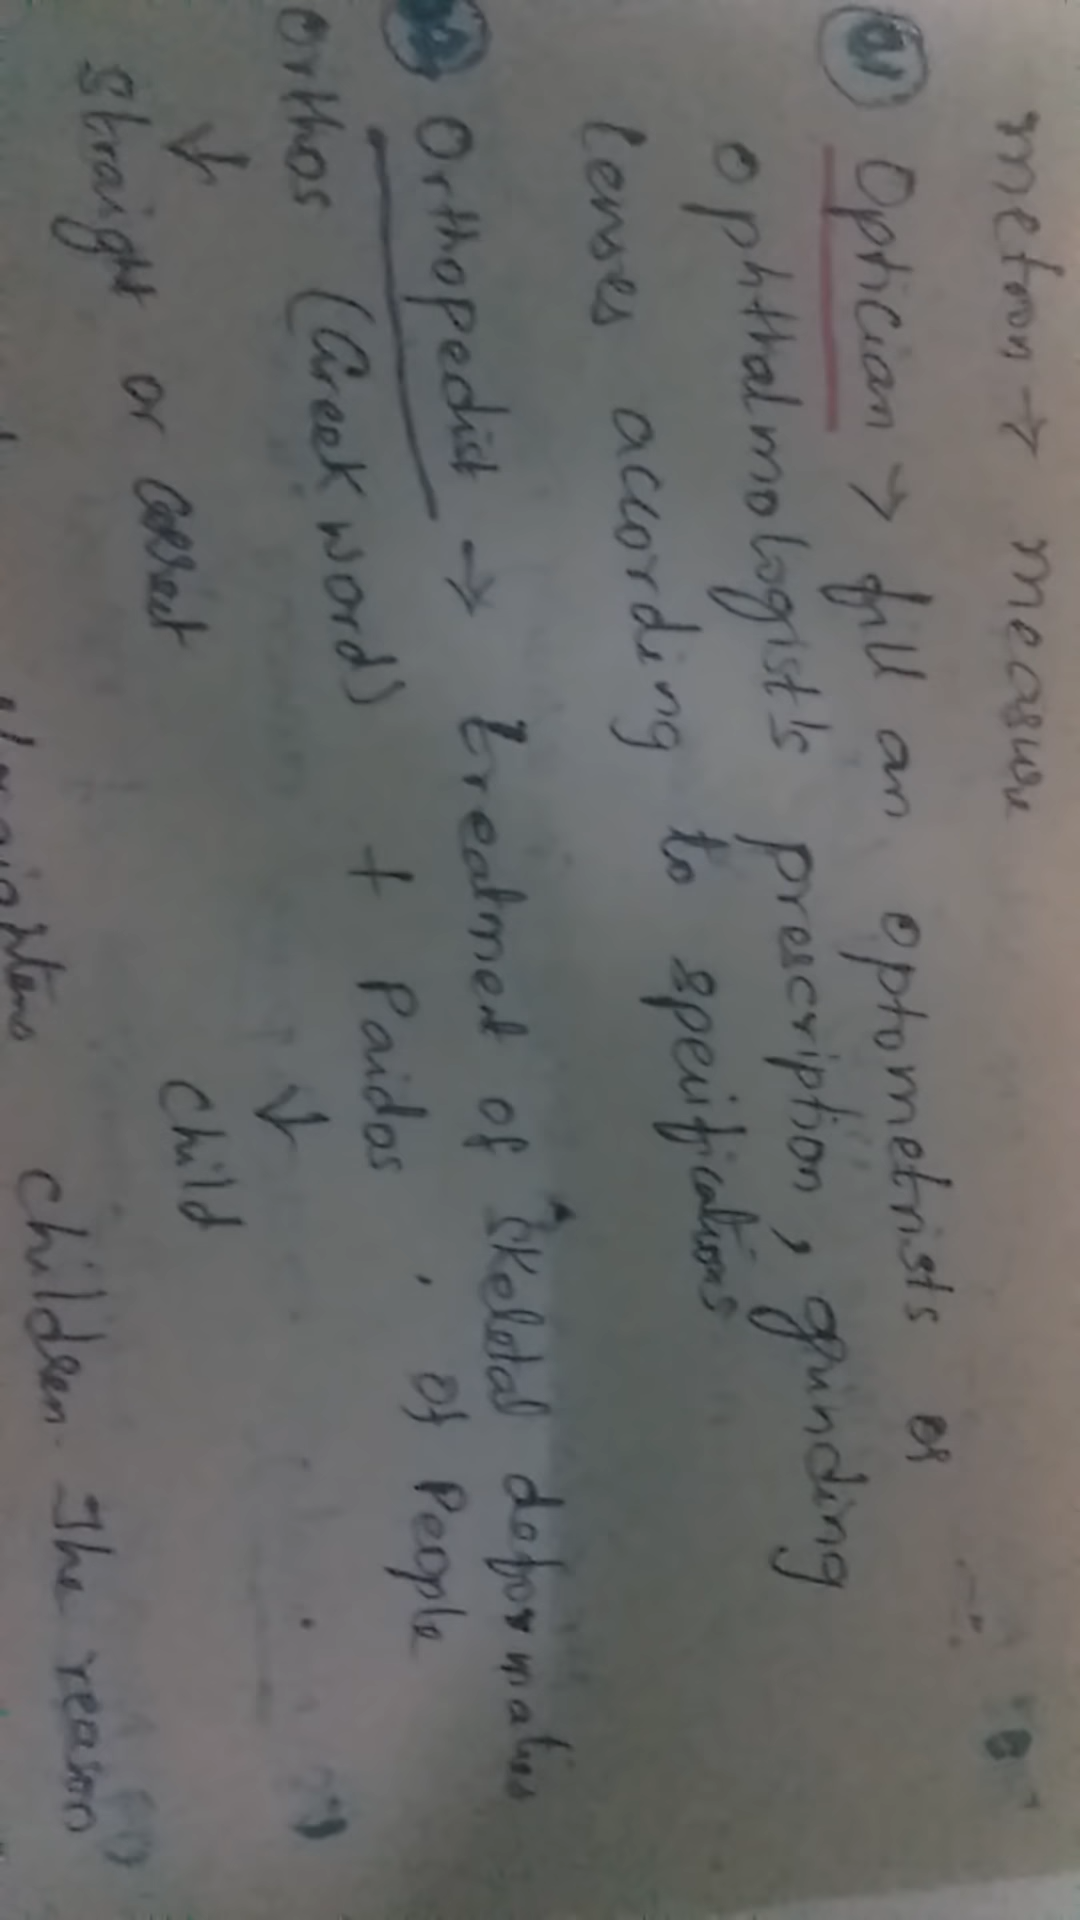 metron → measure
Optician → fill an optometrists or
ophthalmologist's prescription, grinding
lenses according to specifications
Orthopedist → treatment of skeletal deformaties
Orthos (Greek word) + Paidos, of People
↓ ↓
straight or correct child
children. The reason